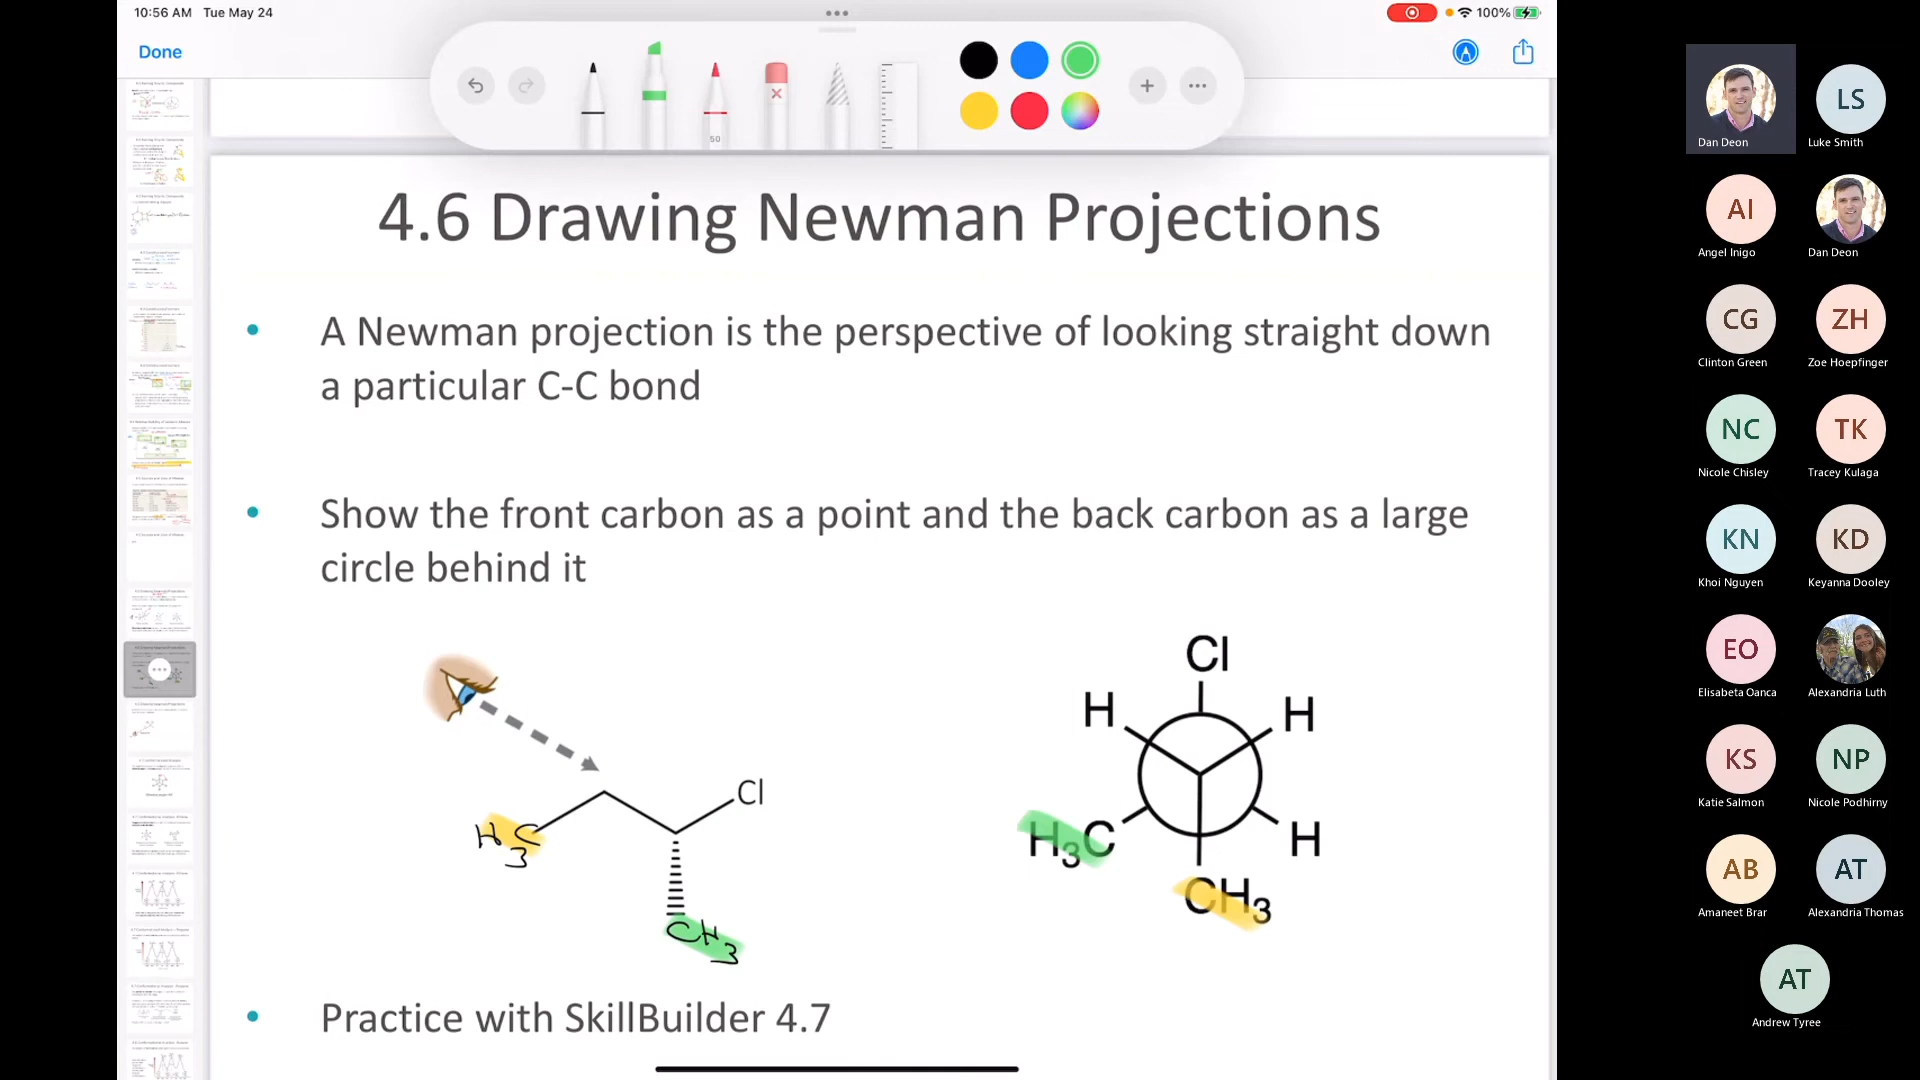 10:56 AM Tue May 24
100%
Done
50
4.6 Drawing Newman Projections
• A Newman projection is the perspective of looking straight down
a particular C-C bond
• Show the front carbon as a point and the back carbon as a large
circle behind it
Cl
H H
Cl
H₃C
H₃C H
CH₃
CH₃
• Practice with SkillBuilder 4.7
Dan Deon
LS
Luke Smith
AI
Angel Inigo
Dan Deon
CG
Clinton Green
ZH
Zoe Hoepfinger
NC
Nicole Chisley
TK
Tracey Kulaga
KN
Khoi Nguyen
KD
Keyanna Dooley
EO
Elisabeta Oanca
Alexandria Luth
KS
Katie Salmon
NP
Nicole Podhirny
AB
Amaneet Brar
AT
Alexandria Thomas
AT
Andrew Tyree